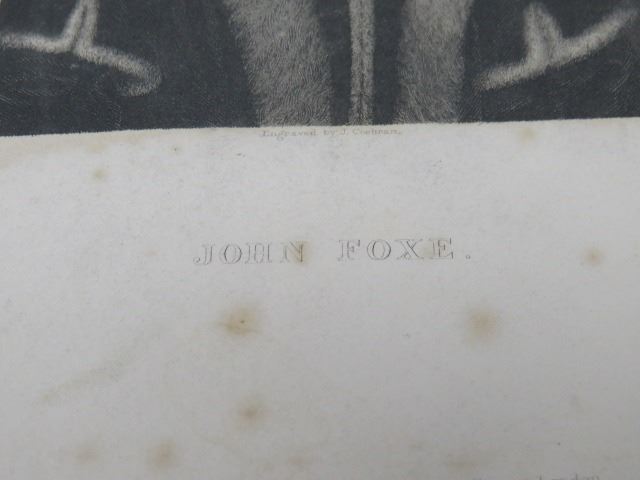 Engraved by J. Cochran.
JOHN FOXE.